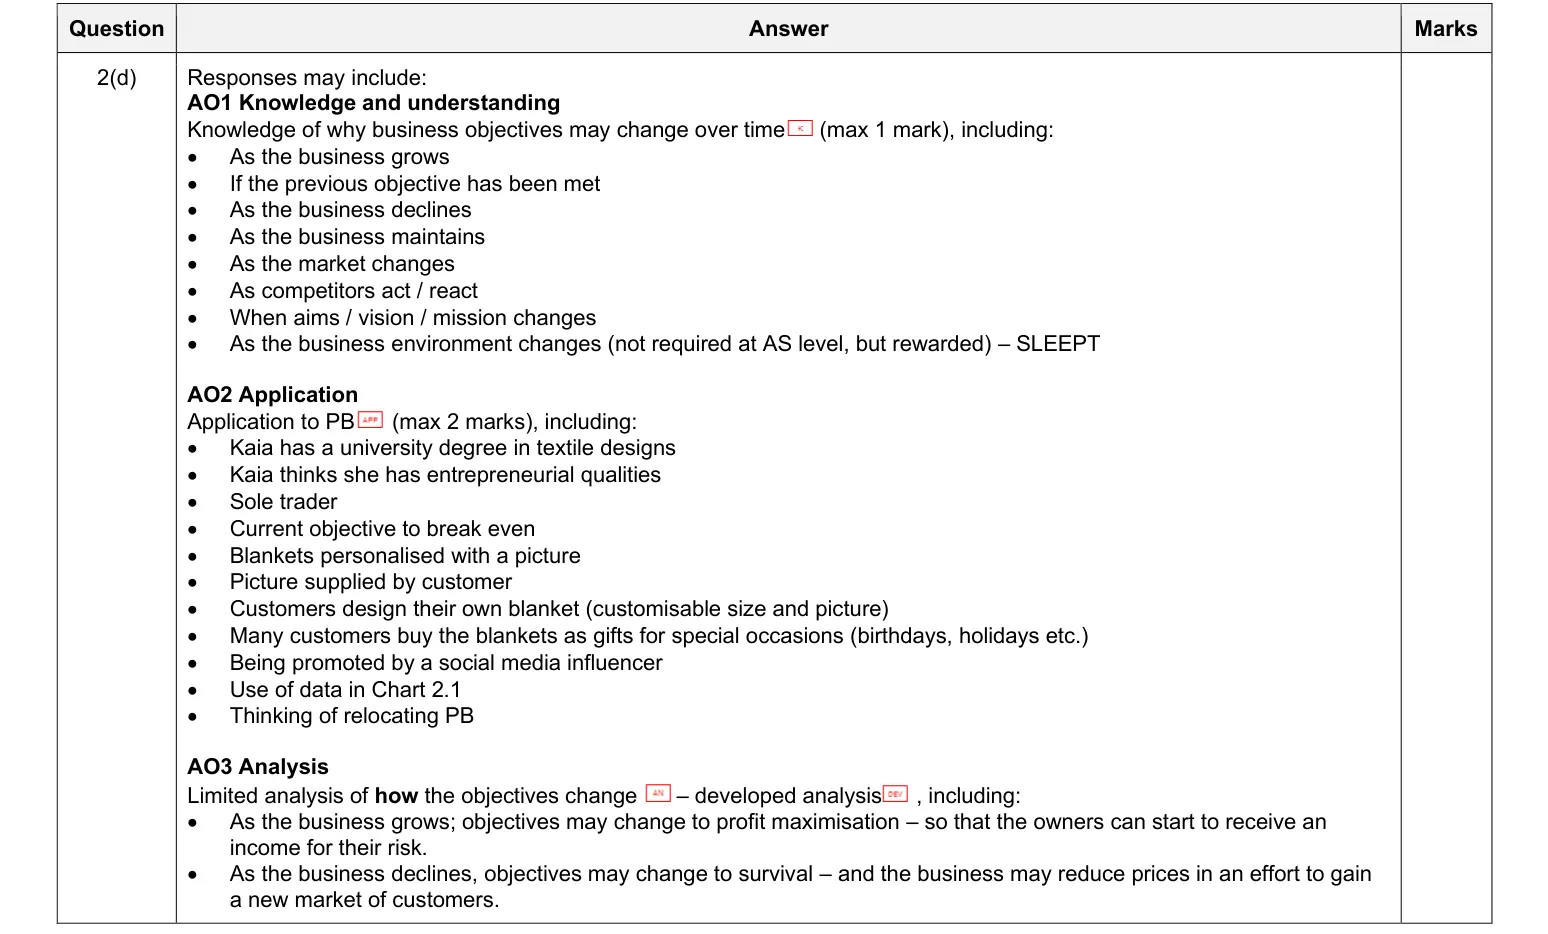 Question Answer Marks
2(d) Responses may include:
AO1 Knowledge and understanding
Knowledge of why business objectives may change over time K (max 1 mark), including:
• As the business grows
• If the previous objective has been met
• As the business declines
• As the business maintains
• As the market changes
• As competitors act / react
• When aims / vision / mission changes
• As the business environment changes (not required at AS level, but rewarded) – SLEEPT
AO2 Application
Application to PB APP (max 2 marks), including:
• Kaia has a university degree in textile designs
• Kaia thinks she has entrepreneurial qualities
• Sole trader
• Current objective to break even
• Blankets personalised with a picture
• Picture supplied by customer
• Customers design their own blanket (customisable size and picture)
• Many customers buy the blankets as gifts for special occasions (birthdays, holidays etc.)
• Being promoted by a social media influencer
• Use of data in Chart 2.1
• Thinking of relocating PB
AO3 Analysis
Limited analysis of how the objectives change AN – developed analysis DEV , including:
• As the business grows; objectives may change to profit maximisation – so that the owners can start to receive an
income for their risk.
• As the business declines, objectives may change to survival – and the business may reduce prices in an effort to gain
a new market of customers.